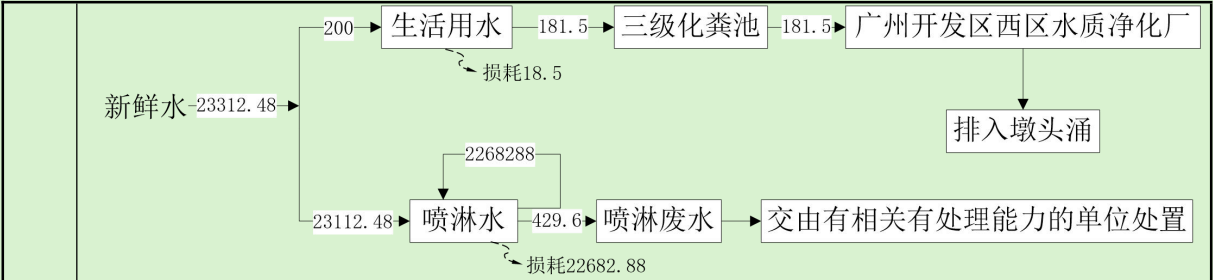 200
生活用水
181.5
三级化粪池
181.5
广州开发区西区水质净化厂
损耗18.5
新鲜水
23312.48
排入墩头涌
2268288
23112.48
喷淋水
429.6
喷淋废水
交由有相关有处理能力的单位处置
损耗22682.88